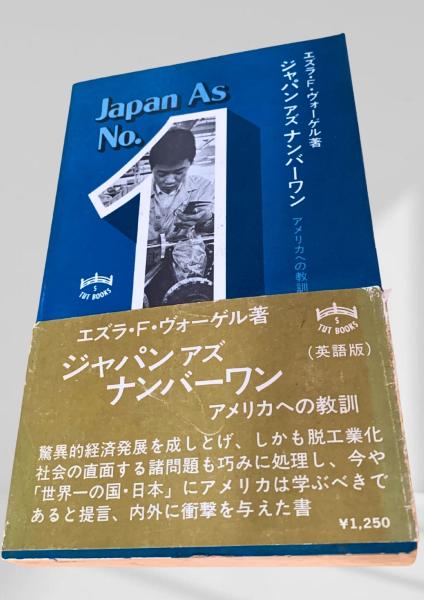 Japan As
No.
1
エズラ・F・ヴォーゲル著
ジャパン アズ ナンバーワン
アメリカへの教訓
S
TUT BOOKS
S
TUT BOOKS
エズラ・F・ヴォーゲル著
ジャパン アズ
ナンバーワン
(英語版)
アメリカへの教訓
驚異的経済発展を成しとげ、しかも脱工業化
社会の直面する諸問題も巧みに処理し、今や
「世界一の国・日本」にアメリカは学ぶべきで
あると提言、内外に衝撃を与えた書
¥1,250